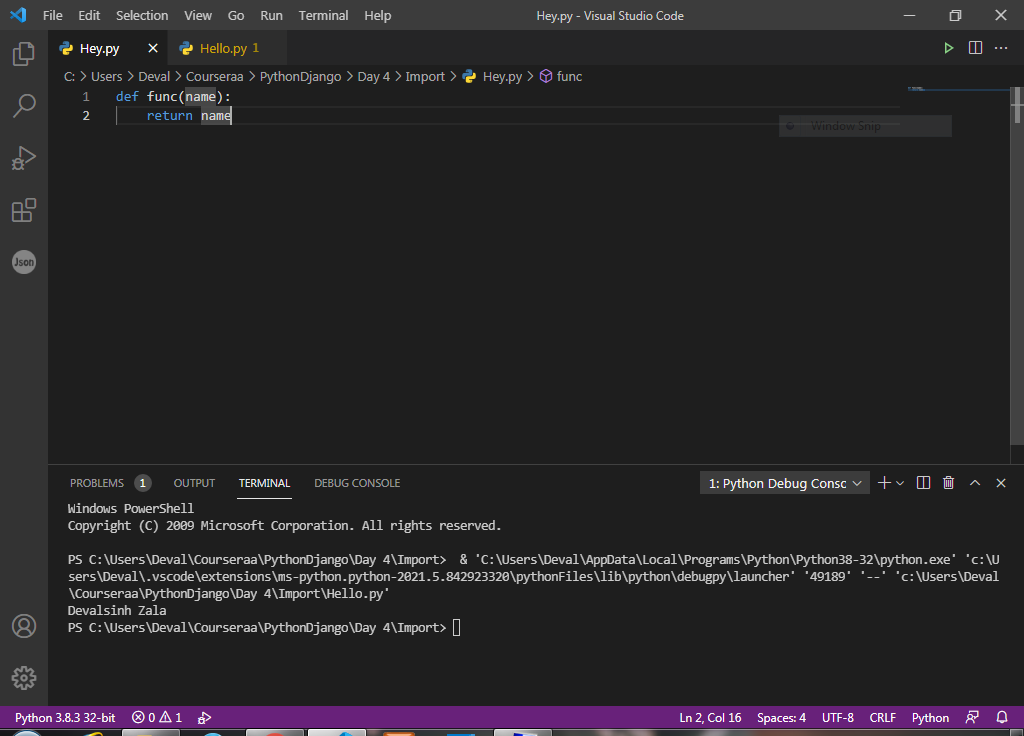 File Edit Selection View Go Run Terminal Help Hey.py - Visual Studio Code
Hey.py Hello.py 1
C: > Users > Deval > Courseraa > PythonDjango > Day 4 > Import > Hey.py > func
1 def func(name):
2 return name
Window Snip
Json
PROBLEMS 1 OUTPUT TERMINAL DEBUG CONSOLE 1: Python Debug Consc
Windows PowerShell
Copyright (C) 2009 Microsoft Corporation. All rights reserved.
PS C:\Users\Deval\Courseraa\PythonDjango\Day 4\Import>  & 'C:\Users\Deval\AppData\Local\Programs\Python\Python38-32\python.exe' 'c:\U
sers\Deval\.vscode\extensions\ms-python.python-2021.5.842923320\pythonFiles\lib\python\debugpy\launcher' '49189' '--' 'c:\Users\Deval
\Courseraa\PythonDjango\Day 4\Import\Hello.py'
Devalsinh Zala
PS C:\Users\Deval\Courseraa\PythonDjango\Day 4\Import>
Python 3.8.3 32-bit 0 1 Ln 2, Col 16 Spaces: 4 UTF-8 CRLF Python